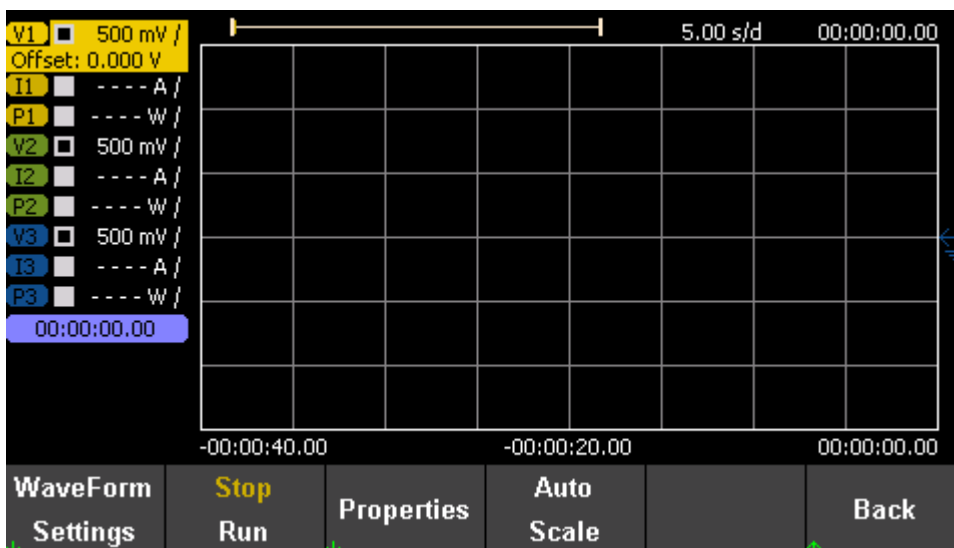 V1 500 mV /
Offset: 0.000 V
I1 - - - - A /
P1 - - - - W /
V2 500 mV /
I2 - - - - A /
P2 - - - - W /
V3 500 mV /
I3 - - - - A /
P3 - - - - W /
00:00:00.00
5.00 s/d 00:00:00.00
-00:00:40.00 -00:00:20.00 00:00:00.00
WaveForm
Settings
Stop
Run
Properties
Auto
Scale
Back